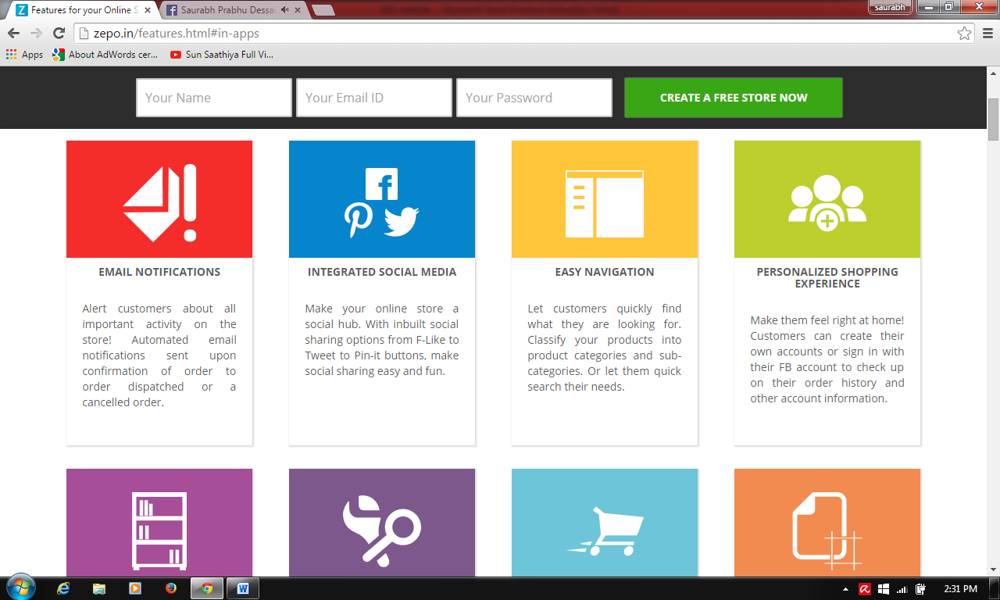 Features for your Online S
Saurabh Prabhu Dessai
saurabh
zepo.in/features.html#in-apps
Apps
About AdWords cer...
Sun Saathiya Full Vi...
Your Name
Your Email ID
Your Password
CREATE A FREE STORE NOW
EMAIL NOTIFICATIONS
Alert customers about all
important activity on the
store! Automated email
notifications sent upon
confirmation of order to
order dispatched or a
cancelled order.
INTEGRATED SOCIAL MEDIA
Make your online store a
social hub. With inbuilt social
sharing options from F-Like to
Tweet to Pin-it buttons, make
social sharing easy and fun.
EASY NAVIGATION
Let customers quickly find
what they are looking for.
Classify your products into
product categories and sub-
categories. Or let them quick
search their needs.
PERSONALIZED SHOPPING
EXPERIENCE
Make them feel right at home!
Customers can create their
own accounts or sign in with
their FB account to check up
on their order history and
other account information.
2:31 PM